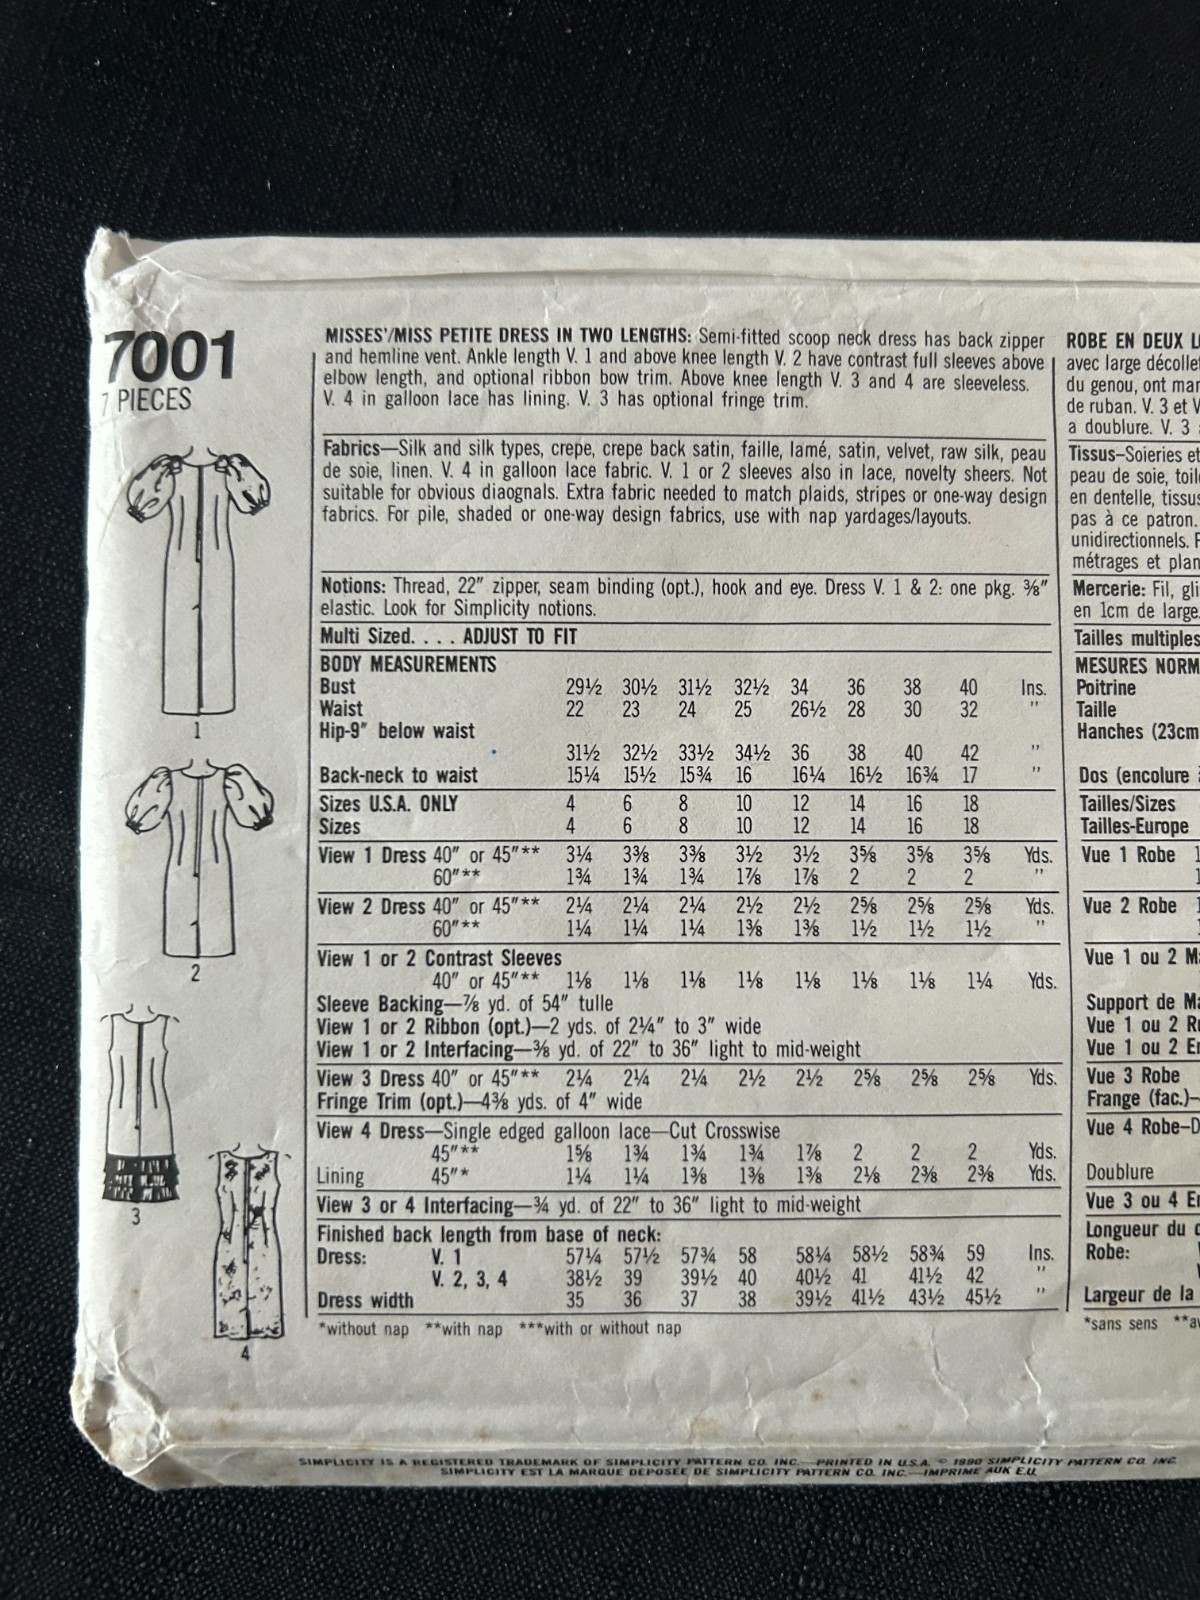 7001
7 PIECES
1
2
3
4
MISSES'/MISS PETITE DRESS IN TWO LENGTHS: Semi-fitted scoop neck dress has back zipper
and hemline vent. Ankle length V. 1 and above knee length V. 2 have contrast full sleeves above
elbow length, and optional ribbon bow trim. Above knee length V. 3 and 4 are sleeveless.
V. 4 in galloon lace has lining. V. 3 has optional fringe trim.
Fabrics—Silk and silk types, crepe, crepe back satin, faille, lamé, satin, velvet, raw silk, peau
de soie, linen. V. 4 in galloon lace fabric. V. 1 or 2 sleeves also in lace, novelty sheers. Not
suitable for obvious diaognals. Extra fabric needed to match plaids, stripes or one-way design
fabrics. For pile, shaded or one-way design fabrics, use with nap yardages/layouts.
Notions: Thread, 22″ zipper, seam binding (opt.), hook and eye. Dress V. 1 & 2: one pkg. ⅜″
elastic. Look for Simplicity notions.
Multi Sized. . . . ADJUST TO FIT
BODY MEASUREMENTS
Bust 29½ 30½ 31½ 32½ 34 36 38 40 Ins.
Waist 22 23 24 25 26½ 28 30 32 ″
Hip-9″ below waist
31½ 32½ 33½ 34½ 36 38 40 42 ″
Back-neck to waist 15¼ 15½ 15¾ 16 16¼ 16½ 16¾ 17 ″
Sizes U.S.A. ONLY 4 6 8 10 12 14 16 18
Sizes 4 6 8 10 12 14 16 18
View 1 Dress 40″ or 45″** 3¼ 3⅜ 3⅜ 3½ 3½ 3⅝ 3⅝ 3⅝ Yds.
60″** 1¾ 1¾ 1¾ 1⅞ 1⅞ 2 2 2 ″
View 2 Dress 40″ or 45″** 2¼ 2¼ 2¼ 2½ 2½ 2⅝ 2⅝ 2⅝ Yds.
60″** 1¼ 1¼ 1¼ 1⅜ 1⅜ 1½ 1½ 1½ ″
View 1 or 2 Contrast Sleeves
40″ or 45″** 1⅛ 1⅛ 1⅛ 1⅛ 1⅛ 1⅛ 1⅛ 1¼ Yds.
Sleeve Backing—⅞ yd. of 54″ tulle
View 1 or 2 Ribbon (opt.)—2 yds. of 2¼″ to 3″ wide
View 1 or 2 Interfacing—⅜ yd. of 22″ to 36″ light to mid-weight
View 3 Dress 40″ or 45″** 2¼ 2¼ 2¼ 2½ 2½ 2⅝ 2⅝ 2⅝ Yds.
Fringe Trim (opt.)—4⅜ yds. of 4″ wide
View 4 Dress—Single edged galloon lace—Cut Crosswise
45″** 1⅝ 1¾ 1¾ 1¾ 1⅞ 2 2 2 Yds.
Lining 45″* 1¼ 1¼ 1⅜ 1⅜ 1⅜ 2⅛ 2⅜ 2⅜ Yds.
View 3 or 4 Interfacing—¾ yd. of 22″ to 36″ light to mid-weight
Finished back length from base of neck:
Dress: V. 1 57¼ 57½ 57¾ 58 58¼ 58½ 58¾ 59 Ins.
V. 2, 3, 4 38½ 39 39½ 40 40½ 41 41½ 42 ″
Dress width 35 36 37 38 39½ 41½ 43½ 45½ ″
*without nap **with nap ***with or without nap
ROBE EN DEUX
avec large
du genou, ont
de ruban. V. 3 et
a doublure. V. 3
Tissus—Soieries et
peau de soie,
en dentelle,
pas à ce patron.
unidirectionnels.
métrages et
Mercerie: Fil,
en 1cm de large.
Tailles multiples
MESURES
Poitrine
Taille
Hanches (23cm
Dos (encolure
Tailles/Sizes
Tailles-Europe
Vue 1 Robe
Vue 2 Robe
Vue 1 ou 2
Support de
Vue 1 ou 2
Vue 1 ou 2
Vue 3 Robe
Frange (fac.)—
Vue 4 Robe—
Doublure
Vue 3 ou 4
Longueur du
Robe:
Largeur de la
*sans sens
SIMPLICITY IS A REGISTERED TRADEMARK OF SIMPLICITY PATTERN CO. INC.—PRINTED IN U.S.A. © 1990 SIMPLICITY PATTERN CO. INC.
SIMPLICITY EST LA MARQUE DEPOSEE DE SIMPLICITY PATTERN CO. INC.—IMPRIME AUX E.U.